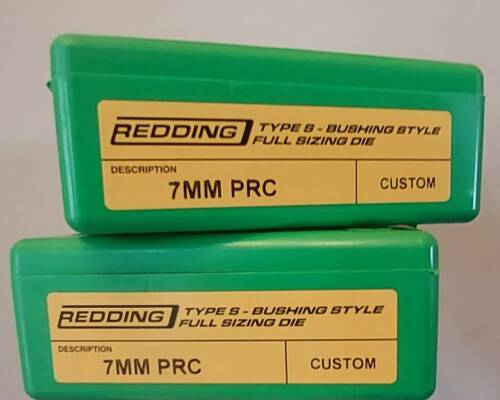 REDDING TYPE S - BUSHING STYLE
FULL SIZING DIE
DESCRIPTION
7MM PRC CUSTOM
REDDING TYPE S - BUSHING STYLE
FULL SIZING DIE
DESCRIPTION
7MM PRC CUSTOM